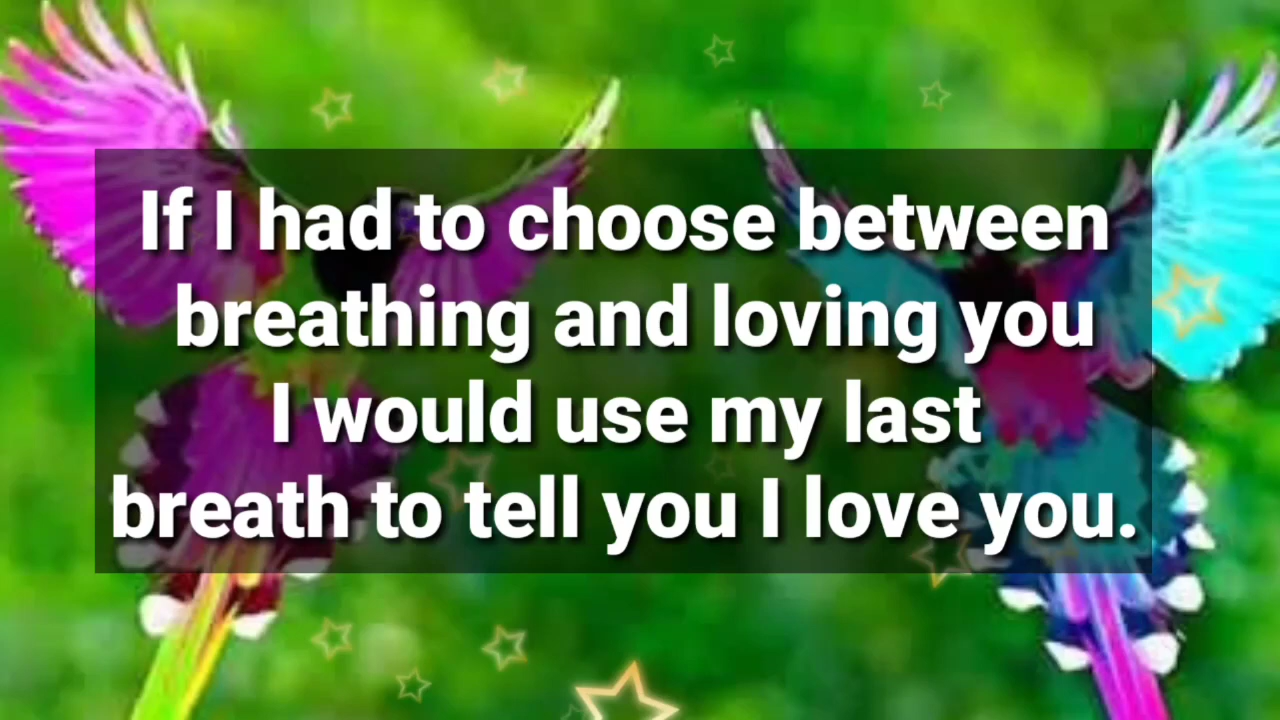 If I had to choose between
breathing and loving you
I would use my last
breath to tell you I love you.